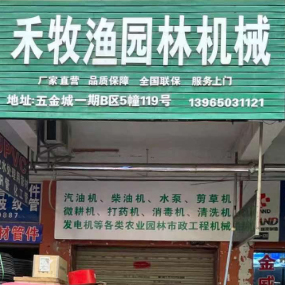 禾牧渔园林机械
厂家直营 品质保障 全国联保 服务上门
地址:五金城一期B区5幢119号 13965031121
汽油机、柴油机、水泵、剪草机
微耕机、打药机、消毒机、清洗机
发电机等各类农业园林市政工程机械
材管件